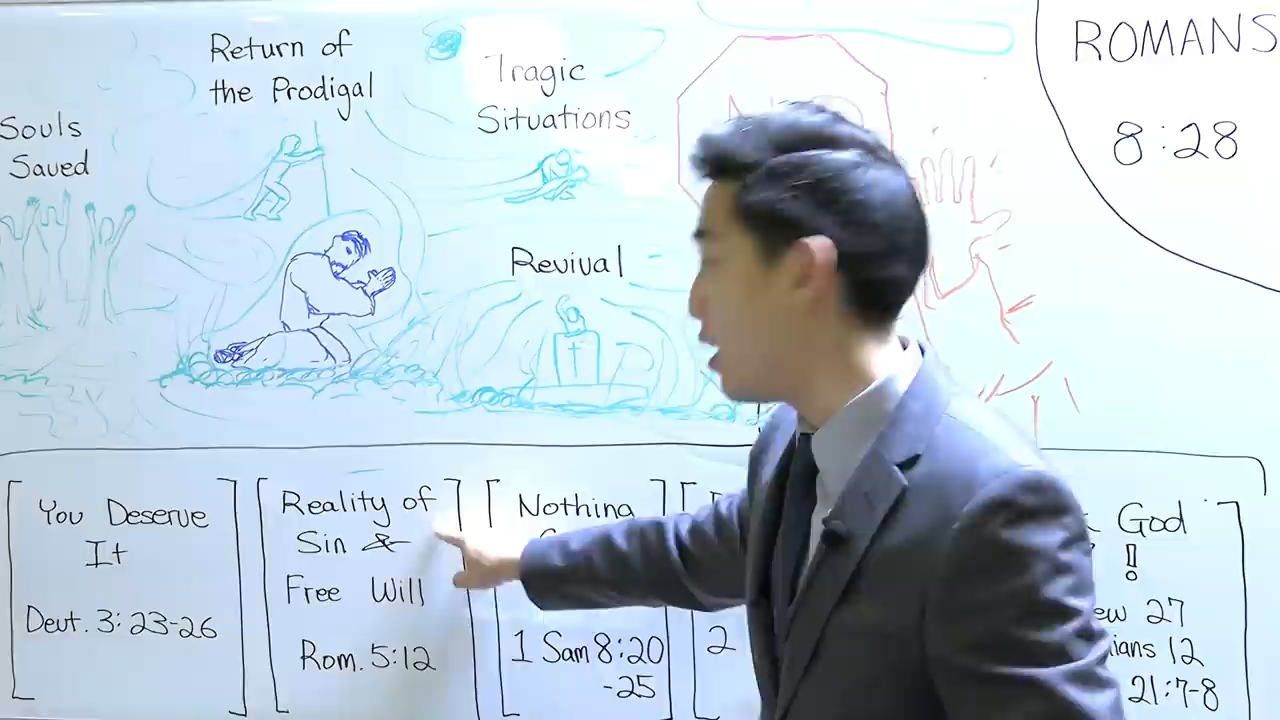 Souls
Saved
Return of
the Prodigal
Tragic
Situations
Revival
ROMANS
8:28
You Deserve
It
Deut. 3:23-26
Reality of
Sin &
Free Will
Rom. 5:12
Nothing
1 Sam 8:20
-25
2
God
!
27
12
21:7-8